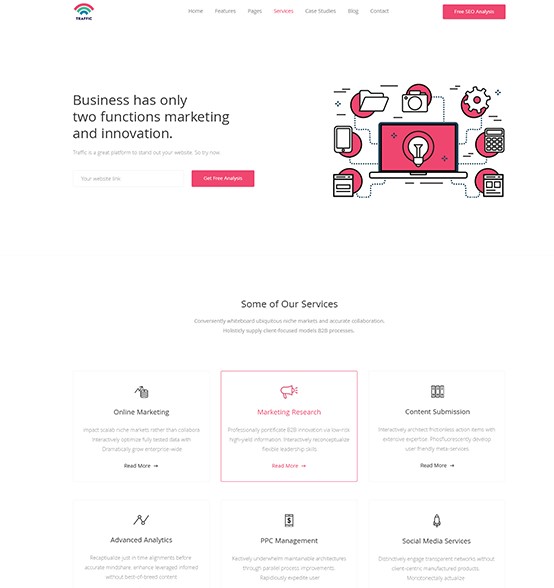 TRAFFIC
Home Features Pages Services Case Studies Blog Contact
Free SEO Analysis
Business has only
two functions marketing
and innovation.
Traffic is a great platform to stand out your website. So try now
Your website link
Get Free Analysis
Some of Our Services
Conveniently whiteboard ubiquitous niche markets and accurate collaboration.
Holisticly supply client-focused models B2B processes.
Online Marketing
Impact scalab niche markets rather than collabora
Interactively optimize fully tested data with
Dramatically grow enterprise-wide
Read More →
Marketing Research
Professionally pontificate B2B innovation via low-risk
high-yield information. Interactively reconceptualize
flexible leadership skills.
Read More →
Content Submission
Interactively architect frictionless action items with
extensive expertise. Phosfluorescently develop
user friendly meta-services
Read More →
Advanced Analytics
Recaptiualize just in time alignments before
accurate mindshare. enhance leveraged informed
without best-of-breed content
PPC Management
through parallel process improvements.
Rapidiously expedite user
Social Media Services
Distinctively engage transparent networks without
client-centric manufactured products.
Monotonectaly actualize